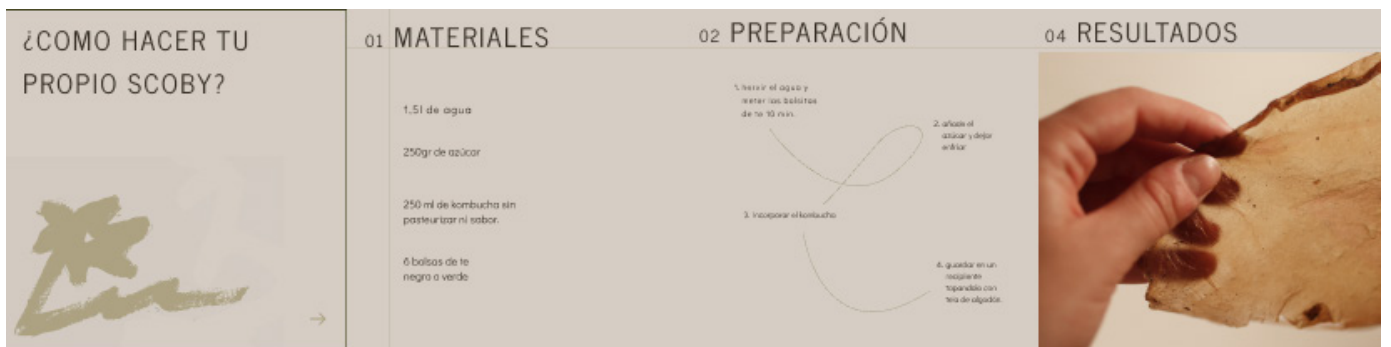 ¿COMO HACER TU
PROPIO SCOBY?
01 MATERIALES
1,5l de agua
250gr de azúcar
250 ml de kombucha sin
pasteurizar ni sabor.
6 bolsas de te
negro o verde
02 PREPARACIÓN
1. hervir el agua y
meter las bolsitas
de te 10 min.
2. añade el
azúcar y dejar
enfriar
3. incorporar el kombucha
4. guardar en un
recipiente
tapandolo con
tela de algodón.
04 RESULTADOS